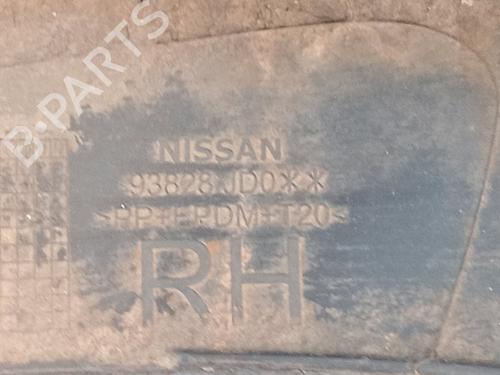 B-PARTS
NISSAN
93828 JD0**
>PP+EPDM+T20<
RH